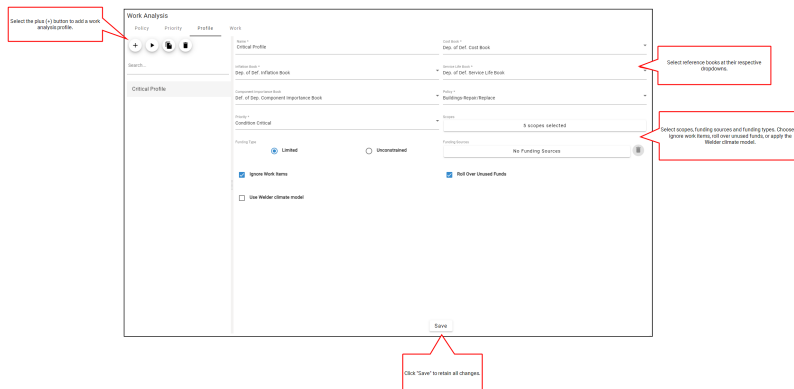 Work Analysis
Policy Priority Profile Work
Select the plus (+) button to add a work
analysis profile.
Search...
Critical Profile
Name *
Critical Profile
Cost Book *
Dep. of Def. Cost Book
Inflation Book *
Dep. of Def. Inflation Book
Service Life Book *
Dep. of Def. Service Life Book
Select reference books at their respective
dropdowns.
Component Importance Book
Def. of Dep. Component Importance Book
Policy *
Buildings-Repair/Replace
Priority *
Condition Critical
Scopes
3 scopes selected
Select scopes, funding sources and funding types. Choose
ignore work items, roll over unused funds, or apply the
Welder climate model.
Funding Type
Limited Unconstrained
Funding Sources
No Funding Sources
Ignore Work Items
Roll Over Unused Funds
Use Welder climate model
Save
Click "Save" to retain all changes.